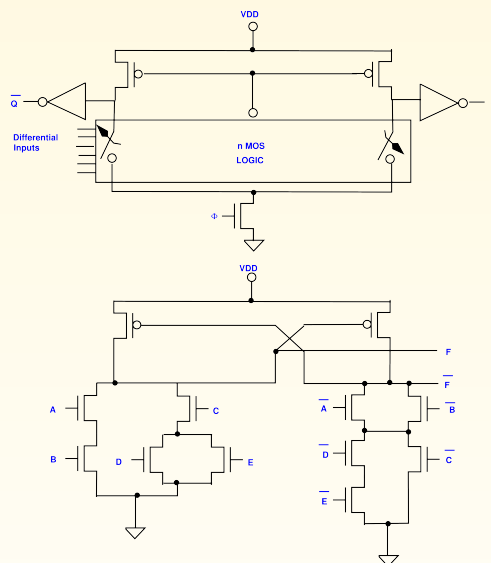 VDD
Q̅
Differential
Inputs
n MOS
LOGIC
Φ
VDD
F
F̅
A
C
A̅
B̅
B
D
E
D̅
C̅
E̅